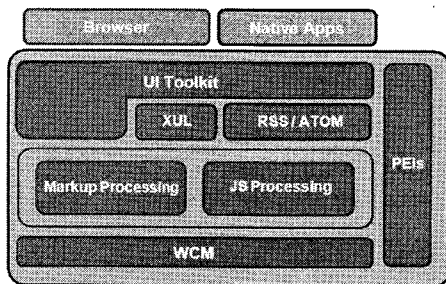 Browser
Native Apps
UI Toolkit
XUL
RSS / ATOM
PEIs
Markup Processing
JS Processing
WCM